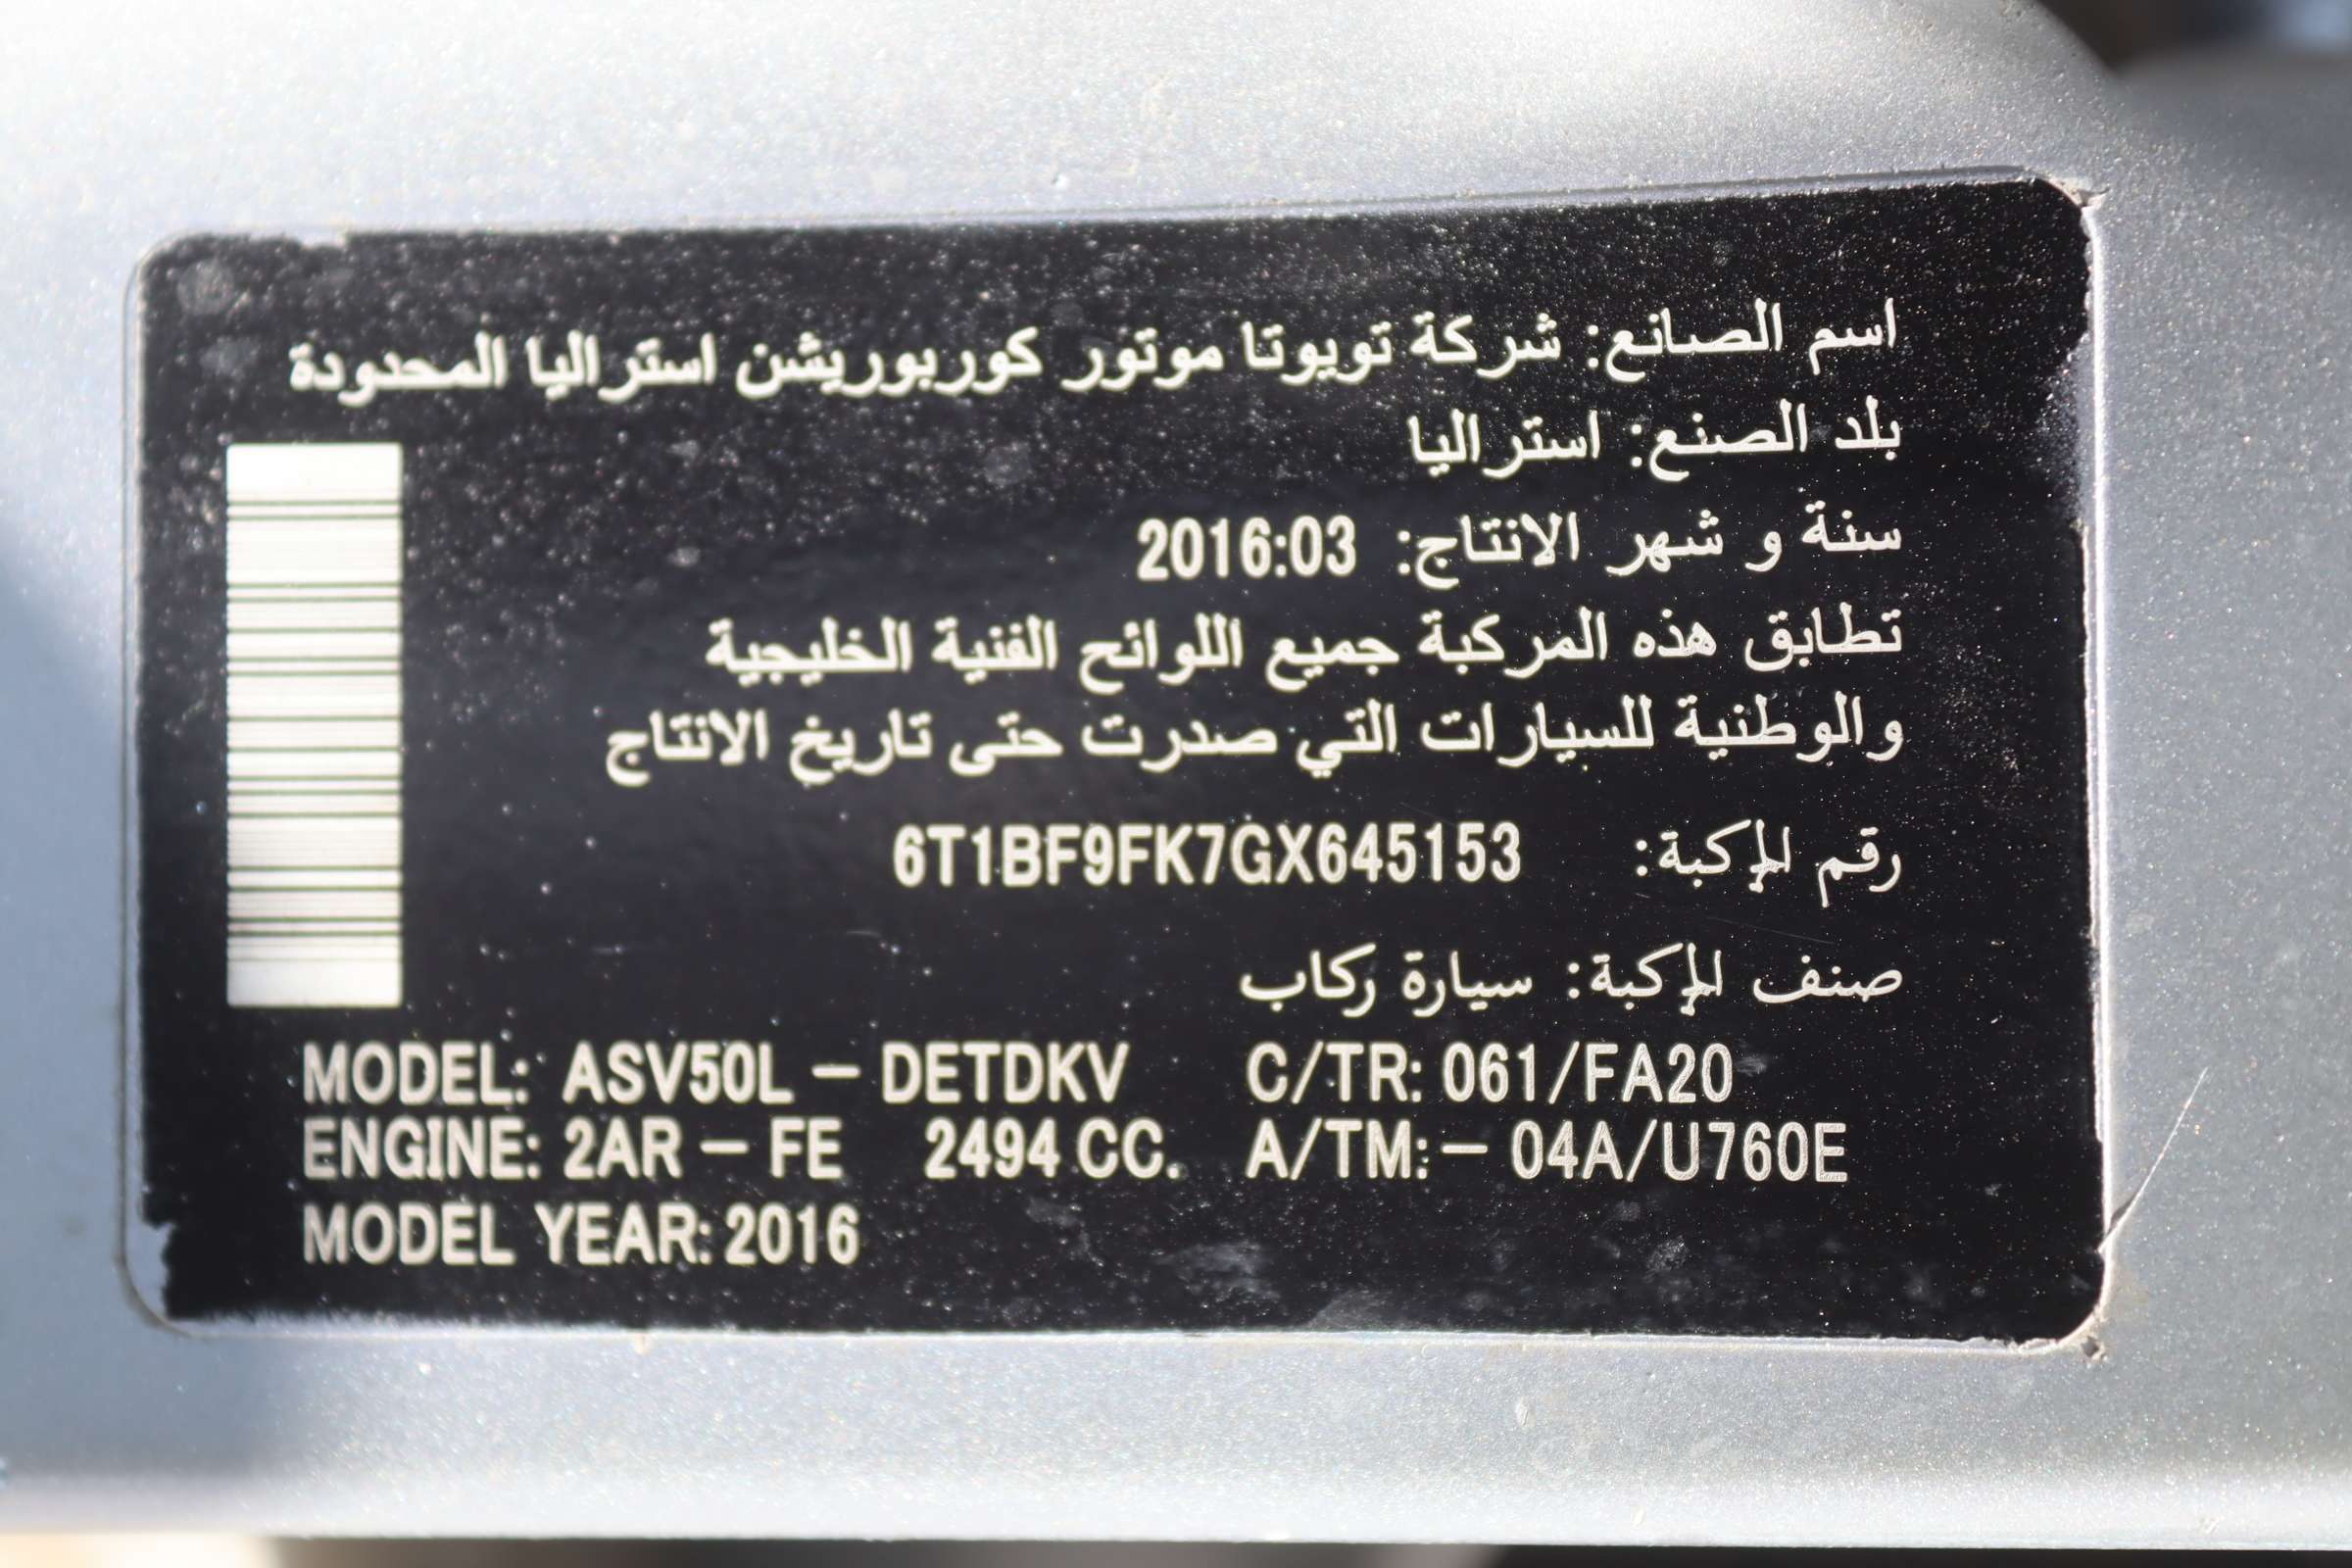 اسم الصانع: شركة تويوتا موتور كوربوريشن استراليا المحدودة
بلد الصنع: استراليا
سنة و شهر الانتاج: 2016:03
تطابق هذه المركبة جميع اللوائح الفنية الخليجية
والوطنية للسيارات التي صدرت حتى تاريخ الانتاج
رقم المركبة: 6T1BF9FK7GX645153
صنف المركبة: سيارة ركاب
MODEL: ASV50L – DETDKV C/TR: 061/FA20
ENGINE: 2AR – FE 2494 CC. A/TM: – 04A/U760E
MODEL YEAR: 2016